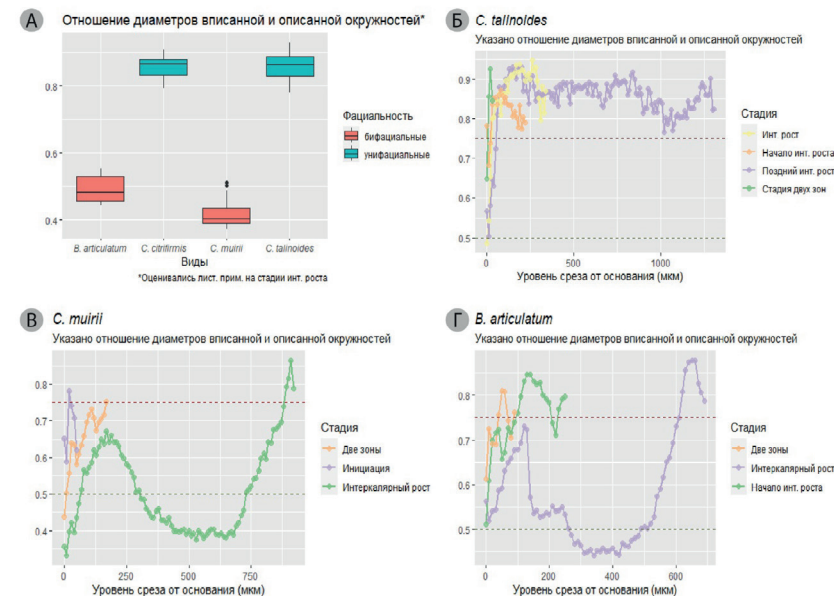 А
Отношение диаметров вписанной и описанной окружностей*
0.8
0.6
0.4
B. articulatum
C. citrifirmis
C. muirii
C. talinoides
Виды
*Оценивались лист. прим. на стадии инт. роста
Фациальность
бифациальные
унифациальные
Б
C. talinoides
Указано отношение диаметров вписанной и описанной окружностей
0.9
0.8
0.7
0.6
0.5
0
500
1000
Уровень среза от основания (мкм)
Стадия
Инт. рост
Начало инт. роста
Поздний инт. рост
Стадия двух зон
В
C. muirii
Указано отношение диаметров вписанной и описанной окружностей
0.8
0.7
0.6
0.5
0.4
0
250
500
750
Уровень среза от основания (мкм)
Стадия
Две зоны
Инициация
Интеркалярный рост
Г
B. articulatum
Указано отношение диаметров вписанной и описанной окружностей
0.8
0.7
0.6
0.5
0
200
400
600
Уровень среза от основания (мкм)
Стадия
Две зоны
Интеркалярный рост
Начало инт. роста